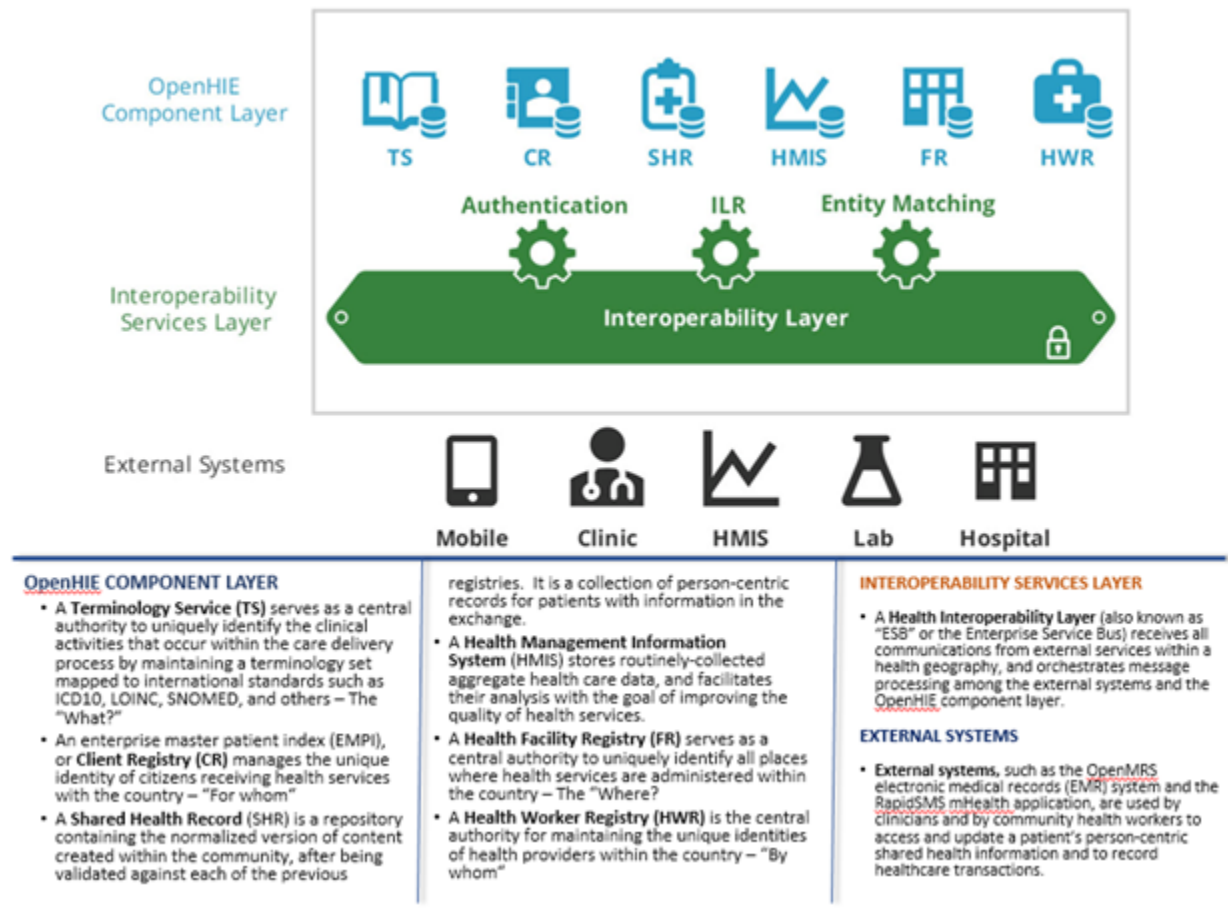 OpenHIE
Component Layer
TS
CR
SHR
HMIS
FR
HWR
Authentication
ILR
Entity Matching
Interoperability
Services Layer
Interoperability Layer
External Systems
Mobile
Clinic
HMIS
Lab
Hospital
OpenHIE COMPONENT LAYER
• A Terminology Service (TS) serves as a central
authority to uniquely identify the clinical
activities that occur within the care delivery
process by maintaining a terminology set
mapped to international standards such as
ICD10, LOINC, SNOMED, and others – The
“What?”
• An enterprise master patient index (EMPI),
or Client Registry (CR) manages the unique
identity of citizens receiving health services
with the country – “For whom”
• A Shared Health Record (SHR) is a repository
containing the normalized version of content
created within the community, after being
validated against each of the previous
registries.  It is a collection of person-centric
records for patients with information in the
exchange.
• A Health Management Information
System (HMIS) stores routinely-collected
aggregate health care data, and facilitates
their analysis with the goal of improving the
quality of health services.
• A Health Facility Registry (FR) serves as a
central authority to uniquely identify all places
where health services are administered within
the country – The “Where?
• A Health Worker Registry (HWR) is the central
authority for maintaining the unique identities
of health providers within the country – “By
whom”
INTEROPERABILITY SERVICES LAYER
• A Health Interoperability Layer (also known as
“ESB” or the Enterprise Service Bus) receives all
communications from external services within a
health geography, and orchestrates message
processing among the external systems and the
OpenHIE component layer.
EXTERNAL SYSTEMS
• External systems, such as the OpenMRS
electronic medical records (EMR) system and the
RapidSMS mHealth application, are used by
clinicians and by community health workers to
access and update a patient’s person-centric
shared health information and to record
healthcare transactions.